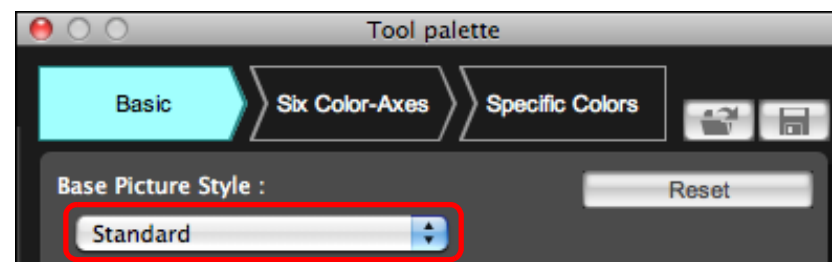 Tool palette
Basic
Six Color-Axes
Specific Colors
Base Picture Style :
Reset
Standard